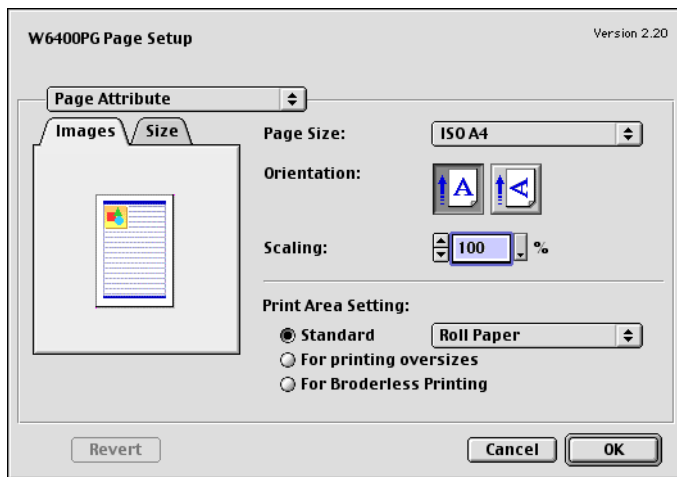 W6400PG Page Setup
Version 2.20
Page Attribute
Images
Size
Page Size:
ISO A4
Orientation:
A
A
Scaling:
100
%
Print Area Setting:
Standard
Roll Paper
For printing oversizes
For Broderless Printing
Revert
Cancel
OK